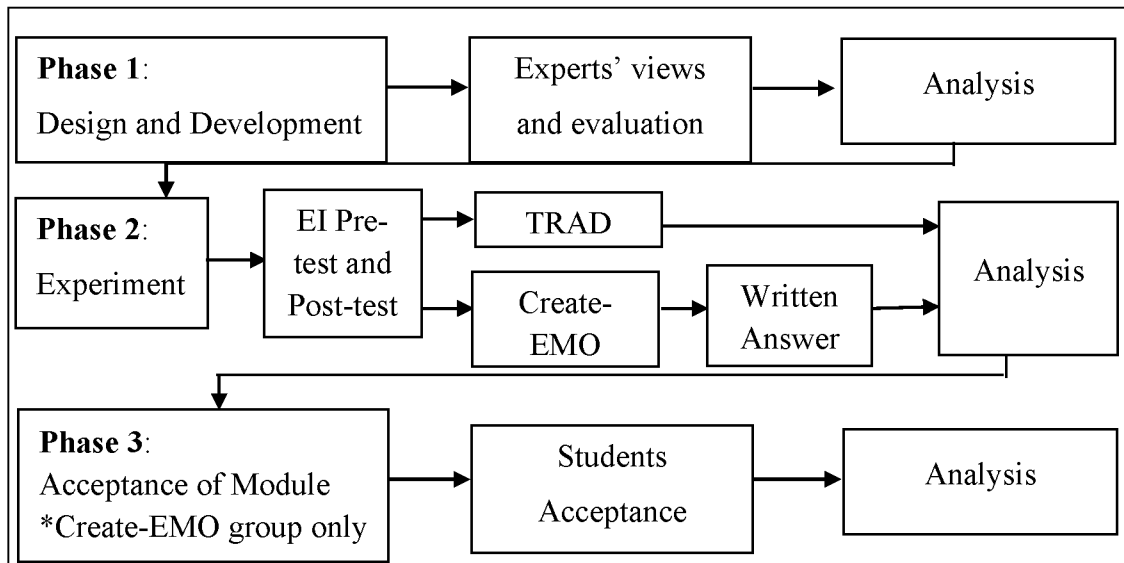 Phase 1:
Design and Development
Experts’ views
and evaluation
Analysis
Phase 2:
Experiment
EI Pre-
test and
Post-test
TRAD
Create-
EMO
Written
Answer
Analysis
Phase 3:
Acceptance of Module
*Create-EMO group only
Students
Acceptance
Analysis